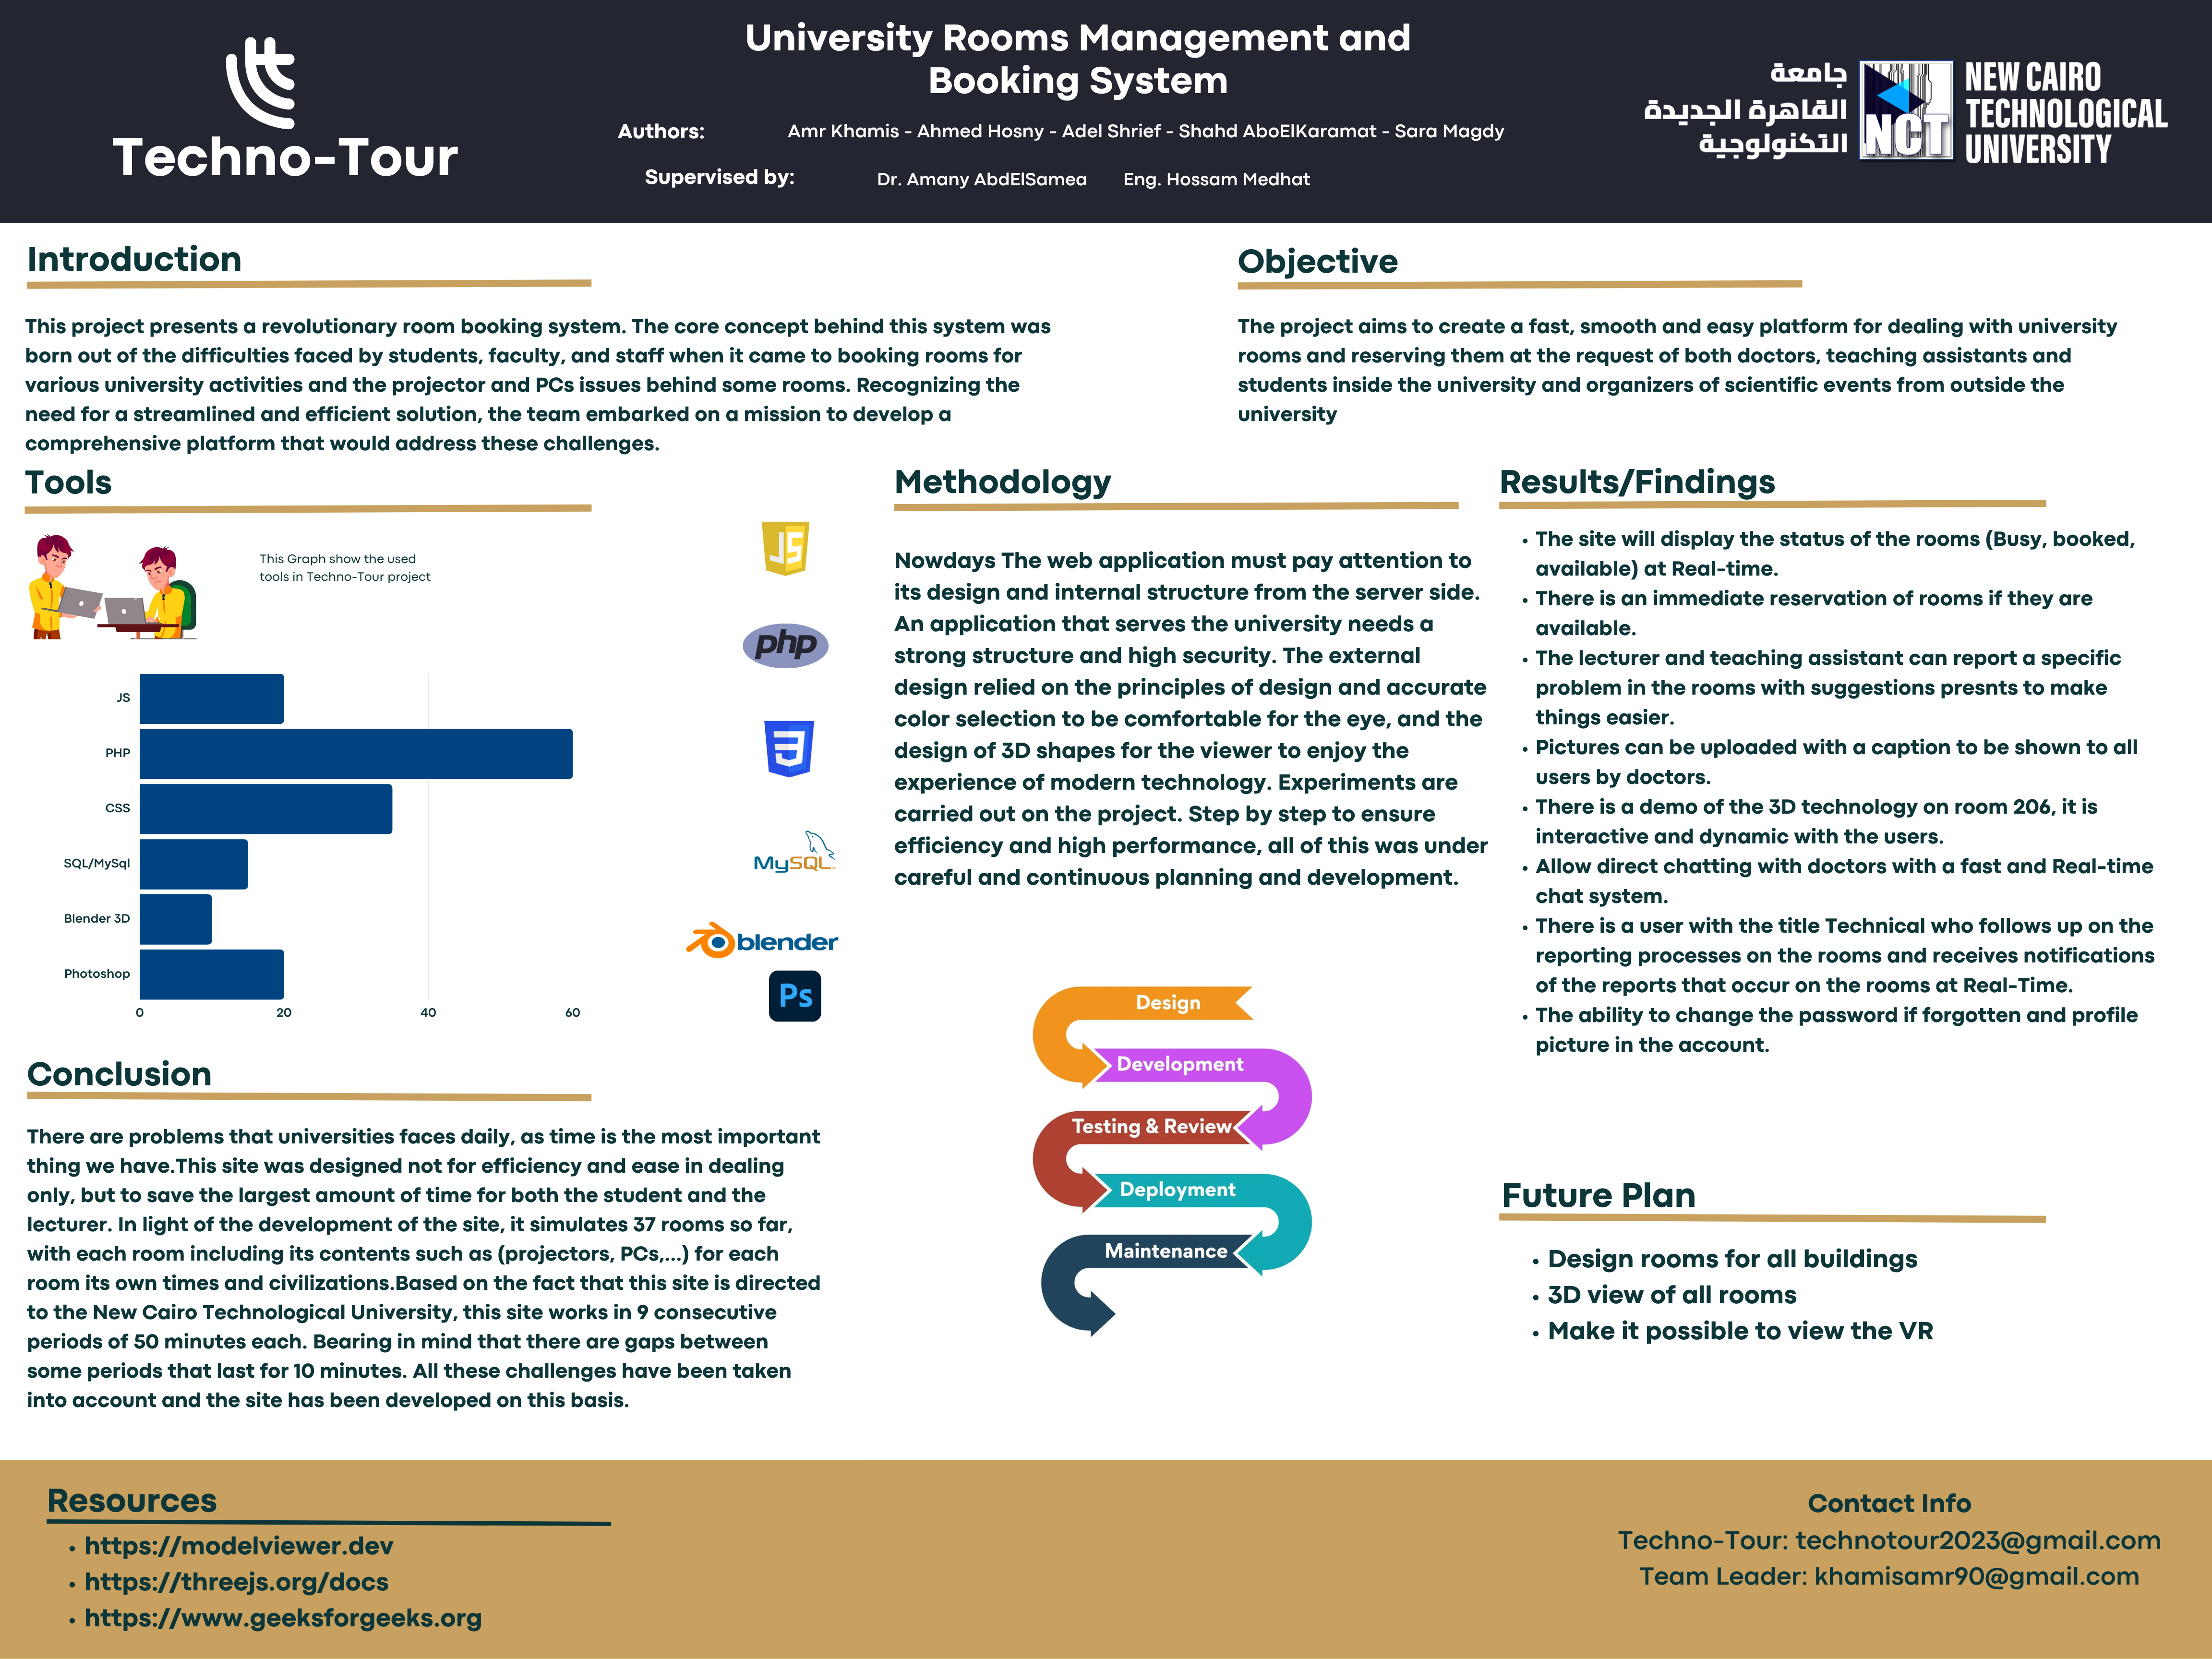 Techno-Tour
University Rooms Management and
Booking System
Authors: Amr Khamis - Ahmed Hosny - Adel Shrief - Shahd AboElKaramat - Sara Magdy
Supervised by: Dr. Amany AbdElSamea Eng. Hossam Medhat
جامعة
القاهرة الجديدة
التكنولوجية
NCT
NEW CAIRO
TECHNOLOGICAL
UNIVERSITY
Introduction
This project presents a revolutionary room booking system. The core concept behind this system was
born out of the difficulties faced by students, faculty, and staff when it came to booking rooms for
various university activities and the projector and PCs issues behind some rooms. Recognizing the
need for a streamlined and efficient solution, the team embarked on a mission to develop a
comprehensive platform that would address these challenges.
Objective
The project aims to create a fast, smooth and easy platform for dealing with university
rooms and reserving them at the request of both doctors, teaching assistants and
students inside the university and organizers of scientific events from outside the
university
Tools
This Graph show the used
tools in Techno-Tour project
JS
PHP
CSS
SQL/MySql
Blender 3D
Photoshop
0 20 40 60
JS
php
3
MySQL
blender
Ps
Methodology
Nowdays The web application must pay attention to
its design and internal structure from the server side.
An application that serves the university needs a
strong structure and high security. The external
design relied on the principles of design and accurate
color selection to be comfortable for the eye, and the
design of 3D shapes for the viewer to enjoy the
experience of modern technology. Experiments are
carried out on the project. Step by step to ensure
efficiency and high performance, all of this was under
careful and continuous planning and development.
Design
Development
Testing & Review
Deployment
Maintenance
Results/Findings
• The site will display the status of the rooms (Busy, booked,
available) at Real-time.
• There is an immediate reservation of rooms if they are
available.
• The lecturer and teaching assistant can report a specific
problem in the rooms with suggestions presnts to make
things easier.
• Pictures can be uploaded with a caption to be shown to all
users by doctors.
• There is a demo of the 3D technology on room 206, it is
interactive and dynamic with the users.
• Allow direct chatting with doctors with a fast and Real-time
chat system.
• There is a user with the title Technical who follows up on the
reporting processes on the rooms and receives notifications
of the reports that occur on the rooms at Real-Time.
• The ability to change the password if forgotten and profile
picture in the account.
Conclusion
There are problems that universities faces daily, as time is the most important
thing we have.This site was designed not for efficiency and ease in dealing
only, but to save the largest amount of time for both the student and the
lecturer. In light of the development of the site, it simulates 37 rooms so far,
with each room including its contents such as (projectors, PCs,...) for each
room its own times and civilizations.Based on the fact that this site is directed
to the New Cairo Technological University, this site works in 9 consecutive
periods of 50 minutes each. Bearing in mind that there are gaps between
some periods that last for 10 minutes. All these challenges have been taken
into account and the site has been developed on this basis.
Future Plan
• Design rooms for all buildings
• 3D view of all rooms
• Make it possible to view the VR
Resources
• https://modelviewer.dev
• https://threejs.org/docs
• https://www.geeksforgeeks.org
Contact Info
Techno-Tour: technotour2023@gmail.com
Team Leader: khamisamr90@gmail.com